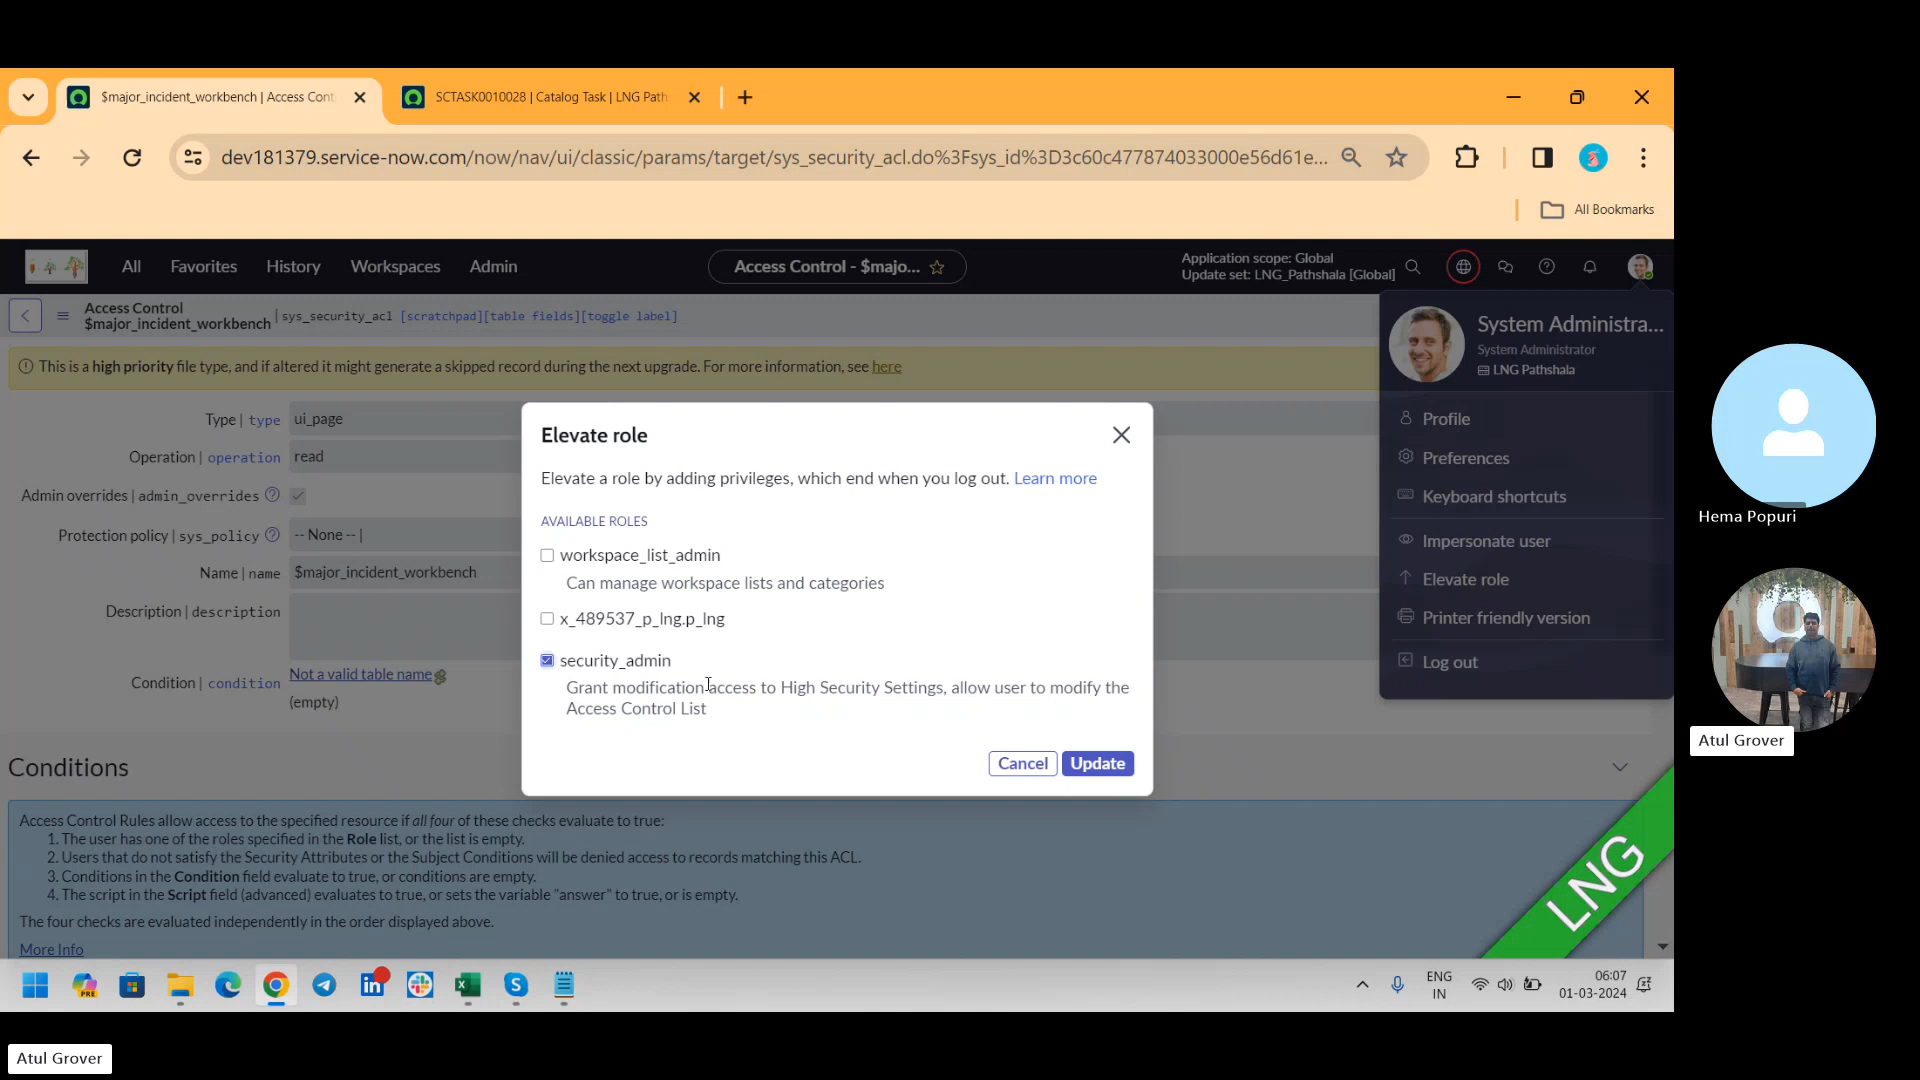 $major_incident_workbench | Access Cont
SCTASK0010028 | Catalog Task | LNG Path
dev181379.service-now.com/now/nav/ui/classic/params/target/sys_security_acl.do%3Fsys_id%3D3c60c477874033000e56d61e...
All Bookmarks
All
Favorites
History
Workspaces
Admin
Access Control - $majo...
Application scope: Global
Update set: LNG_Pathshala [Global]
Access Control
$major_incident_workbench
| sys_security_acl [scratchpad][table fields][toggle label]
This is a high priority file type, and if altered it might generate a skipped record during the next upgrade. For more information, see here
Type | type
ui_page
Operation | operation
read
Admin overrides | admin_overrides
Protection policy | sys_policy
-- None -- |
Name | name
$major_incident_workbench
Description | description
Condition | condition
Not a valid table name
(empty)
Elevate role
Elevate a role by adding privileges, which end when you log out. Learn more
AVAILABLE ROLES
workspace_list_admin
Can manage workspace lists and categories
x_489537_p_lng.p_lng
security_admin
Grant modification access to High Security Settings, allow user to modify the
Access Control List
Cancel
Update
System Administra...
System Administrator
LNG Pathshala
Profile
Preferences
Keyboard shortcuts
Impersonate user
Elevate role
Printer friendly version
Log out
Conditions
Access Control Rules allow access to the specified resource if all four of these checks evaluate to true:
1. The user has one of the roles specified in the Role list, or the list is empty.
2. Users that do not satisfy the Security Attributes or the Subject Conditions will be denied access to records matching this ACL.
3. Conditions in the Condition field evaluate to true, or conditions are empty.
4. The script in the Script field (advanced) evaluates to true, or sets the variable "answer" to true, or is empty.
The four checks are evaluated independently in the order displayed above.
More Info
LNG
Hema Popuri
Atul Grover
PRE
ENG
IN
06:07
01-03-2024
Atul Grover